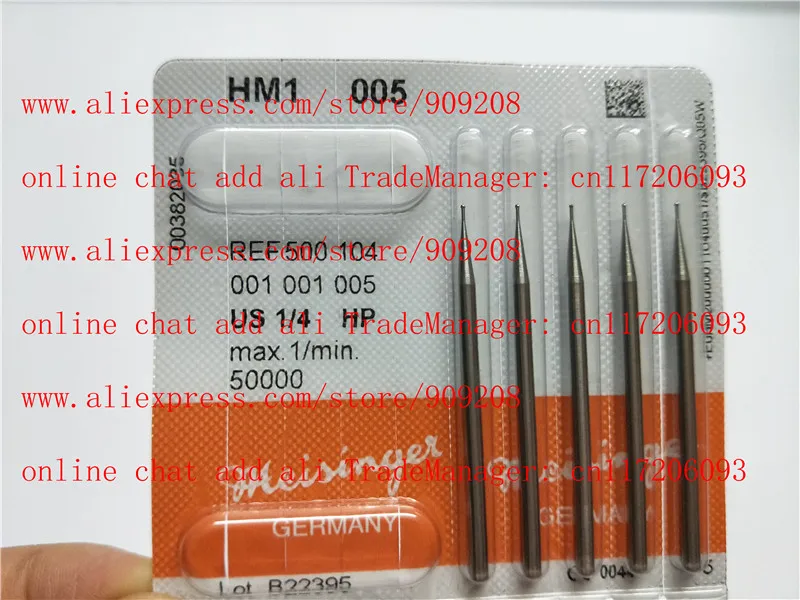 HM1 005
www.aliexpress.com/store/909208
online chat add ali TradeManager: cn117206093
REF 500 104
www.aliexpress.com/store/909208
001 001 005
US 1/4 HP
online chat add ali TradeManager: cn117206093
max.1/min.
50000
www.aliexpress.com/store/909208
Meisinger
online chat add ali TradeManager: cn117206093
GERMANY
Lot B22395